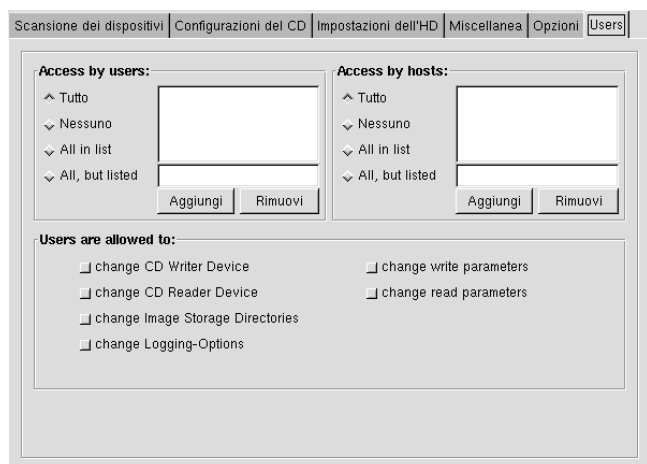 Scansione dei dispositivi Configurazioni del CD Impostazioni dell'HD Miscellanea Opzioni Users
Access by users:
Tutto
Nessuno
All in list
All, but listed
Aggiungi Rimuovi
Access by hosts:
Tutto
Nessuno
All in list
All, but listed
Aggiungi Rimuovi
Users are allowed to:
change CD Writer Device
change CD Reader Device
change Image Storage Directories
change Logging-Options
change write parameters
change read parameters